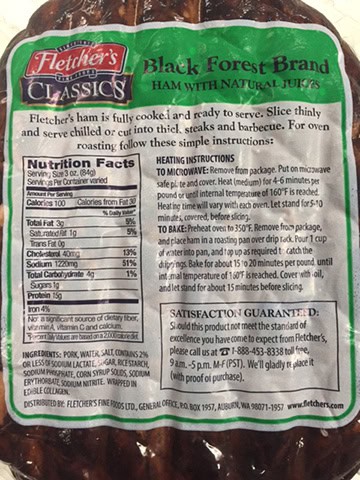 Fletcher's
CLASSICS
Black Forest Brand
HAM WITH NATURAL JUICES
Fletcher's ham is fully cooked and ready to serve. Slice thinly
and serve chilled or cut into thick steaks and barbecue. For oven
roasting follow these simple instructions:
Nutrition Facts
Serving Size 3 oz. (84g)
Servings Per Container varied
Amount Per Serving
Calories 100 Calories from Fat 30
% Daily Value*
Total Fat 3g 5%
Saturated Fat 1g 5%
Trans Fat 0g
Cholesterol 40mg 13%
Sodium 1220mg 51%
Total Carbohydrate 4g 1%
Sugars 1g
Protein 15g
Iron 4%
Not a significant source of dietary fiber,
vitamin A, vitamin C and calcium.
*Percent Daily Values are based on a 2,000 calorie diet.
INGREDIENTS: PORK, WATER, SALT, CONTAINS 2%
OR LESS OF SODIUM LACTATE, SUGAR, RICE STARCH,
SODIUM PHOSPHATE, CORN SYRUP SOLIDS, SODIUM
ERYTHORBATE, SODIUM NITRITE. WRAPPED IN
EDIBLE COLLAGEN.
HEATING INSTRUCTIONS
TO MICROWAVE: Remove from package. Put on microwave
safe plate and cover. Heat (medium) for 4-6 minutes per
pound or until internal temperature of 160°F is reached.
Heating time will vary with each oven. Let stand for 5-10
minutes, covered, before slicing.
TO BAKE: Preheat oven to 350°F. Remove from package,
and place ham in a roasting pan over drip rack. Pour 1 cup
of water into pan, and top up as required to catch the
drippings. Bake for about 15 to 20 minutes per pound until
internal temperature of 160°F is reached. Cover with foil,
and let stand for about 15 minutes before slicing.
SATISFACTION GUARANTEED:
Should this product not meet the standard of
excellence you have come to expect from Fletcher's,
please call us at ☎ 1-888-453-8338 toll free,
9 a.m.-5 p.m. M-F (PST). We'll gladly replace it
(with proof of purchase).
DISTRIBUTED BY: FLETCHER'S FINE FOODS LTD., GENERAL OFFICE, P.O. BOX 1957, AUBURN, WA 98071-1957 www.fletchers.com